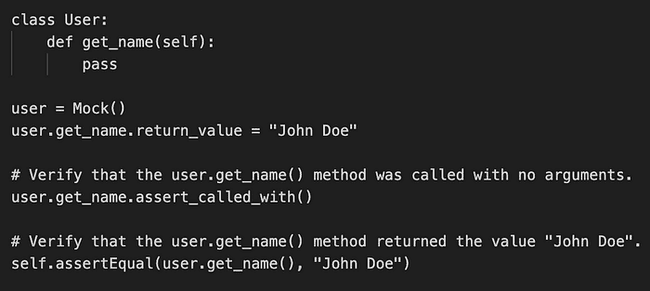 class User:
    def get_name(self):
        pass

user = Mock()
user.get_name.return_value = "John Doe"

# Verify that the user.get_name() method was called with no arguments.
user.get_name.assert_called_with()

# Verify that the user.get_name() method returned the value "John Doe".
self.assertEqual(user.get_name(), "John Doe")